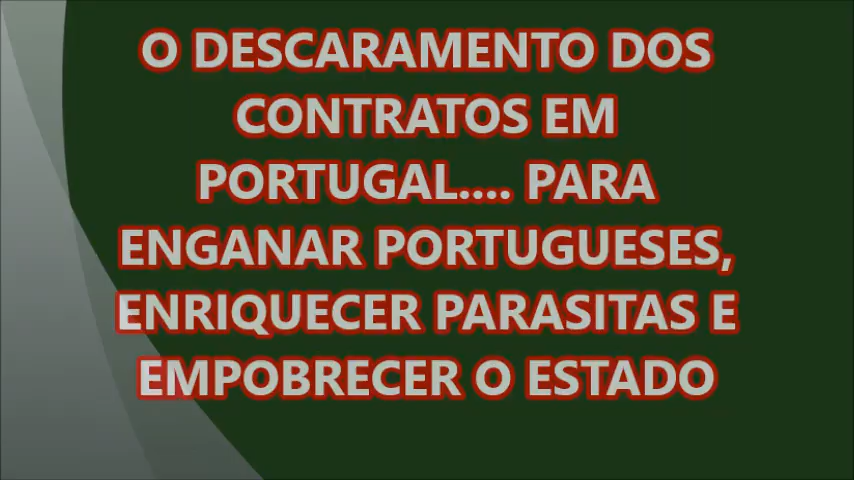 O DESCARAMENTO DOS
CONTRATOS EM
PORTUGAL.... PARA
ENGANAR PORTUGUESES,
ENRIQUECER PARASITAS E
EMPOBRECER O ESTADO